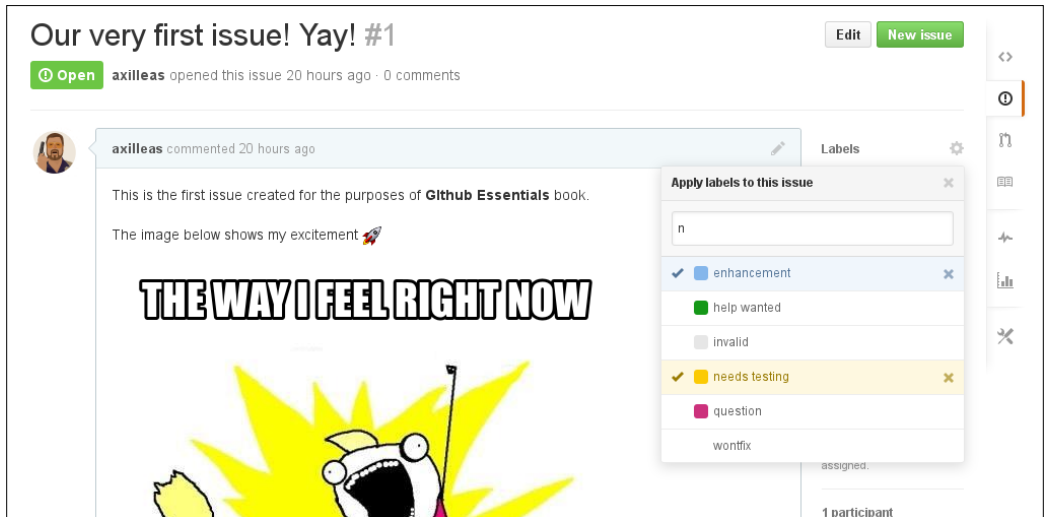 Our very first issue! Yay! #1
Edit
New issue
Open
axilleas opened this issue 20 hours ago · 0 comments
axilleas commented 20 hours ago
Labels
This is the first issue created for the purposes of GIthub Essentials book.
The image below shows my excitement
THE WAY I FEEL RIGHT NOW
Apply labels to this issue
n
enhancement
help wanted
invalid
needs testing
question
wontfix
assigned.
1 participant